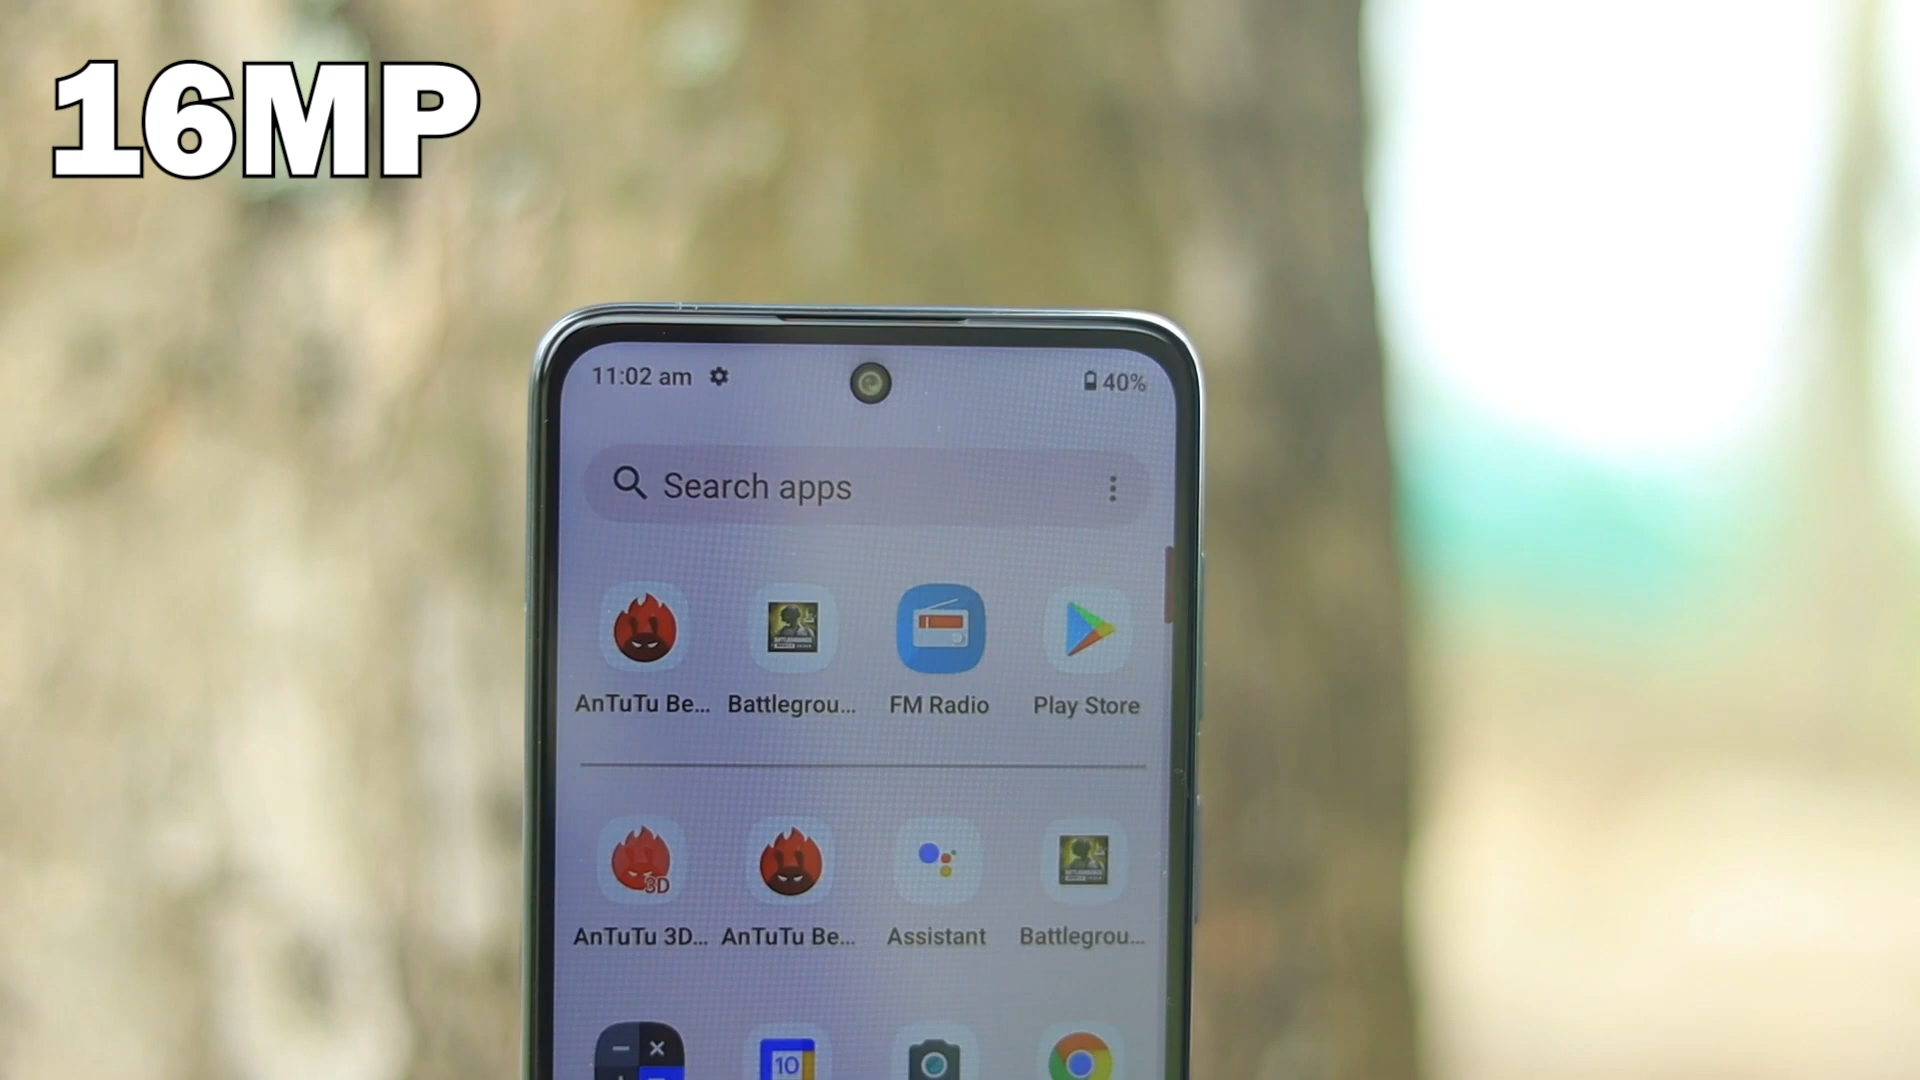 16MP
11:02 am 40%
Search apps
AnTuTu Be... Battlegrou... FM Radio Play Store
3D
AnTuTu 3D... AnTuTu Be... Assistant Battlegrou...
10